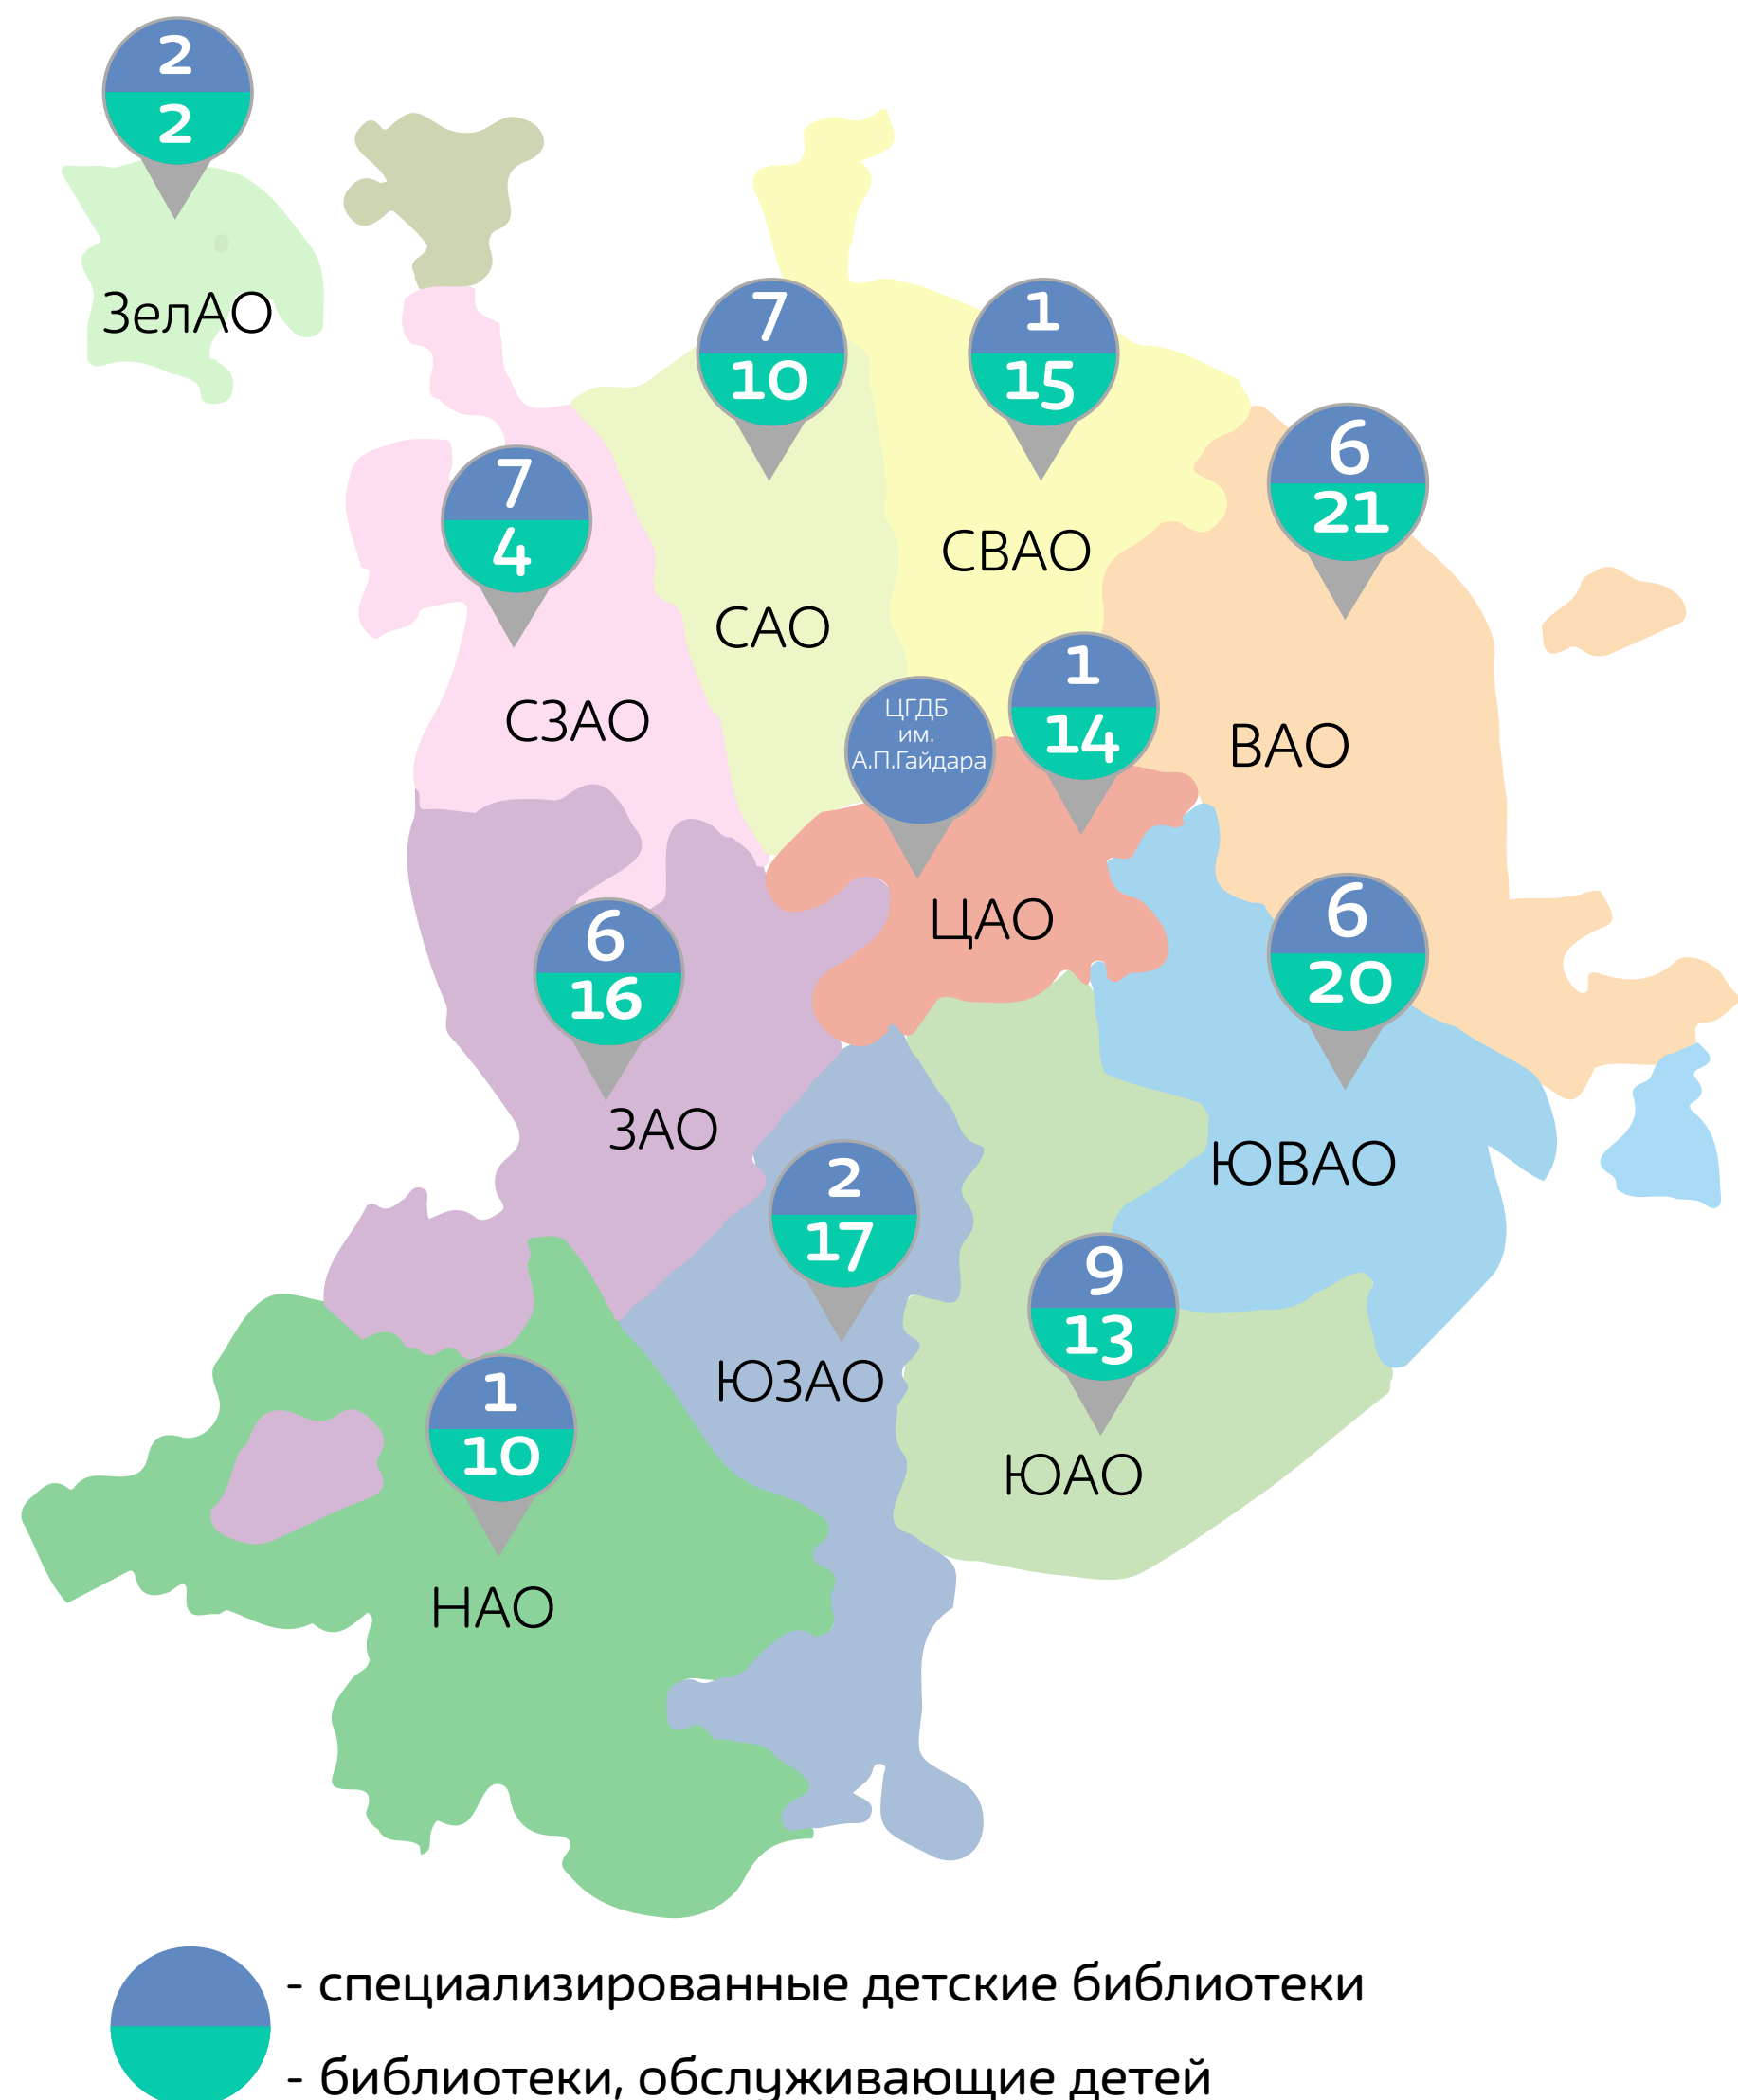 2
2
ЗелАО
7
10
1
15
6
21
7
4
СВАО
САО
1
14
ЦГДБ
им.
А.П.Гайдара
СЗАО
ВАО
ЦАО
6
16
6
20
ЗАО
ЮВАО
2
17
9
13
ЮЗАО
1
10
ЮАО
НАО
- специализированные детские библиотеки
- библиотеки, обслуживающие детей